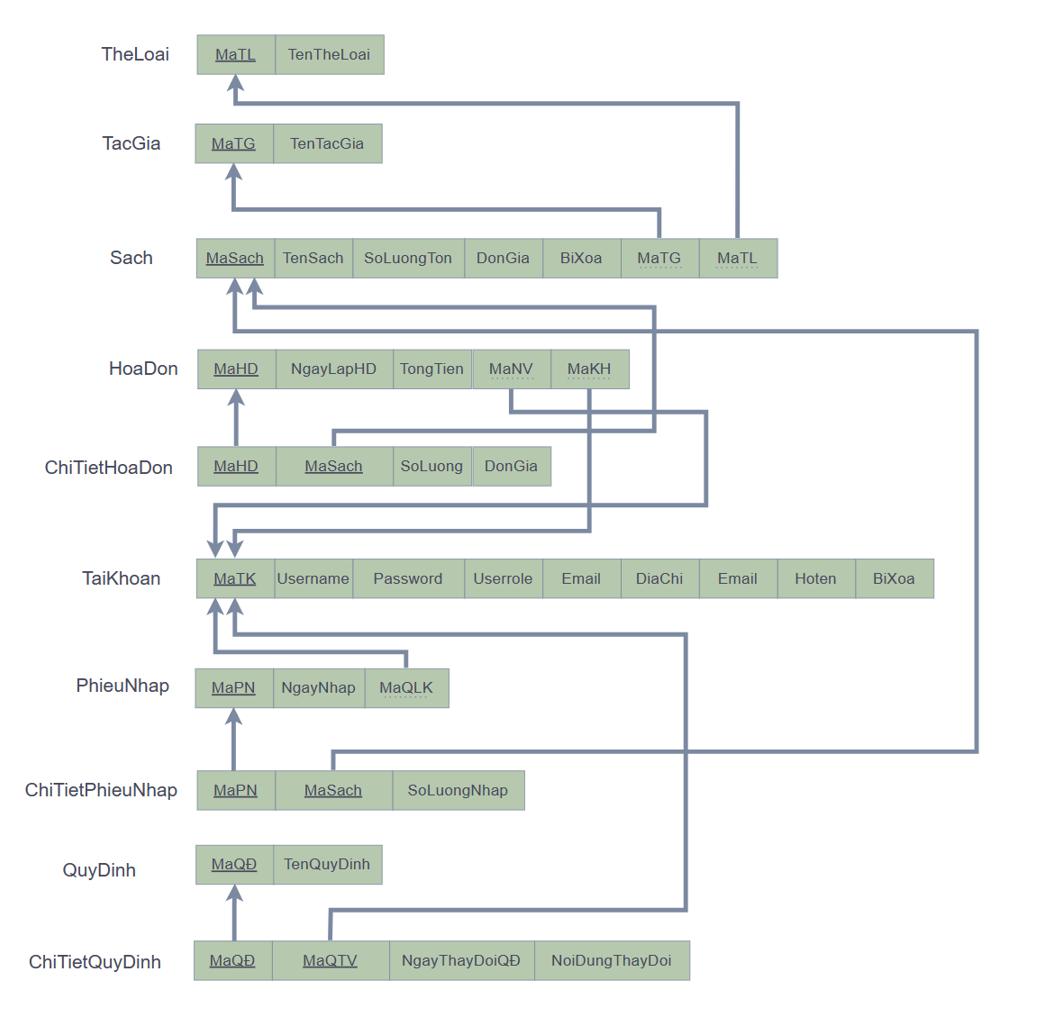 TheLoai MaTL TenTheLoai
TacGia MaTG TenTacGia
Sach MaSach TenSach SoLuongTon DonGia BiXoa MaTG MaTL
HoaDon MaHD NgayLapHD TongTien MaNV MaKH
ChiTietHoaDon MaHD MaSach SoLuong DonGia
TaiKhoan MaTK Username Password Userrole Email DiaChi Email Hoten BiXoa
PhieuNhap MaPN NgayNhap MaQLK
ChiTietPhieuNhap MaPN MaSach SoLuongNhap
QuyDinh MaQĐ TenQuyDinh
ChiTietQuyDinh MaQĐ MaQTV NgayThayDoiQĐ NoiDungThayDoi